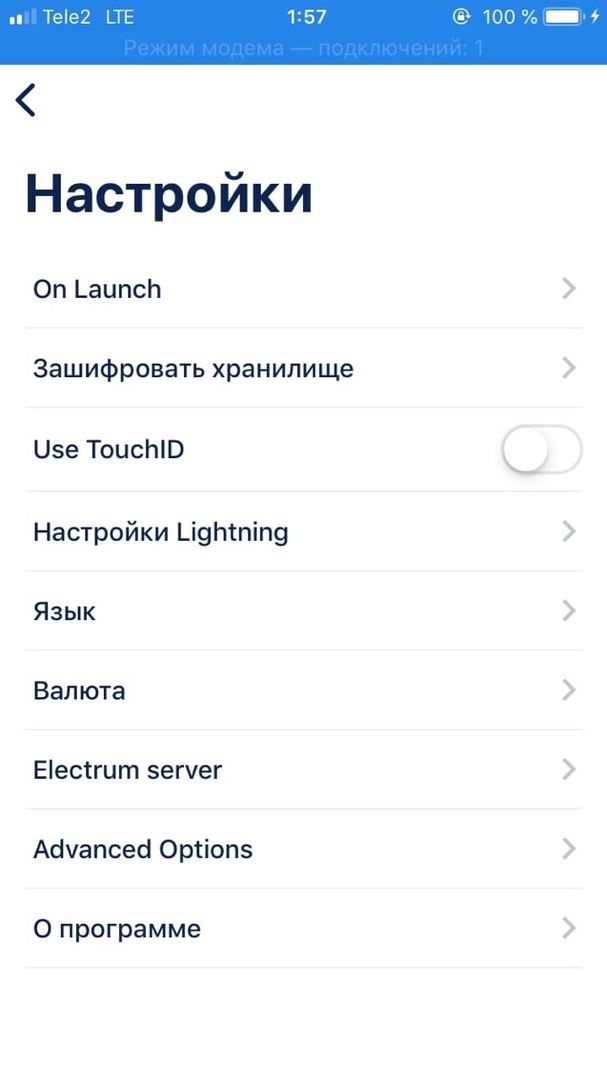 Tele2 LTE 1:57 100 %
Режим модема — подключений: 1
Настройки
On Launch
Зашифровать хранилище
Use TouchID
Настройки Lightning
Язык
Валюта
Electrum server
Advanced Options
О программе